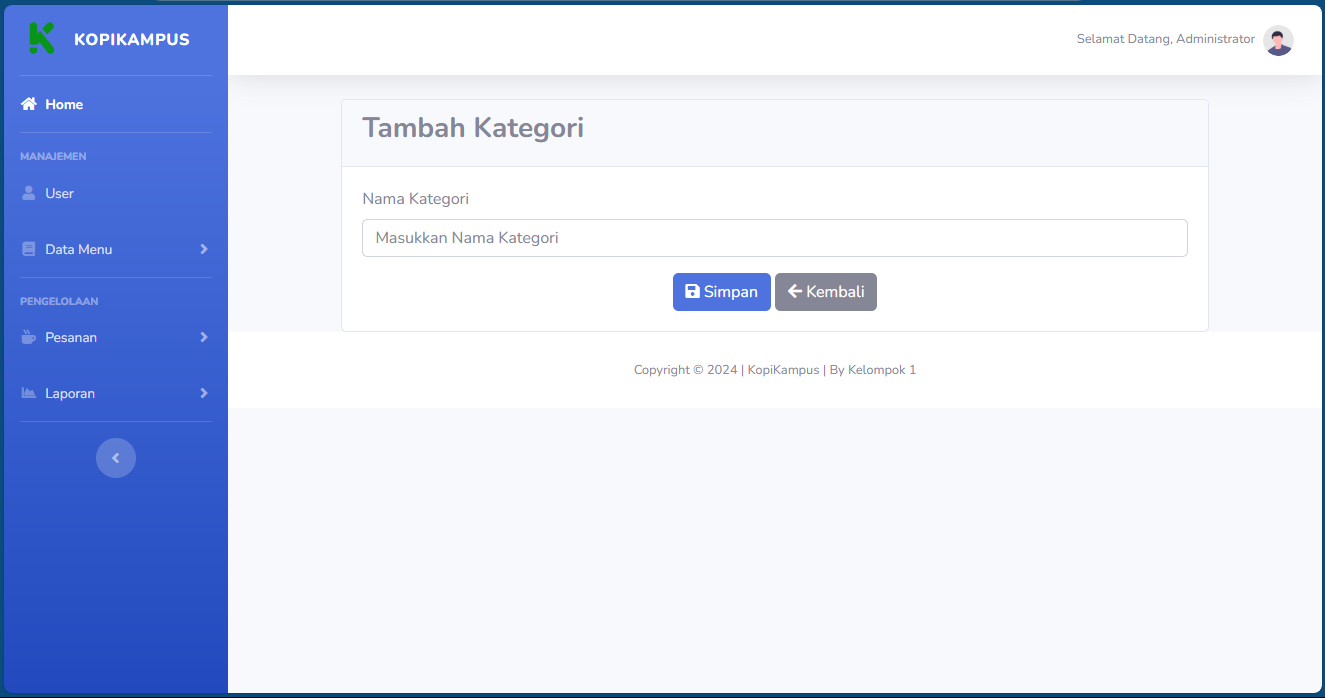 KOPIKAMPUS
Selamat Datang, Administrator
Home
MANAJEMEN
User
Data Menu
PENGELOLAAN
Pesanan
Laporan
Tambah Kategori
Nama Kategori
Masukkan Nama Kategori
Simpan
Kembali
Copyright © 2024 | KopiKampus | By Kelompok 1